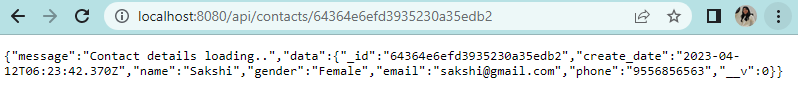 localhost:8080/api/contacts/64364e6efd3935230a35edb2
{"message":"Contact details loading..","data":{"_id":"64364e6efd3935230a35edb2","create_date":"2023-04-
12T06:23:42.370Z","name":"Sakshi","gender":"Female","email":"sakshi@gmail.com","phone":"9556856563","__v":0}}